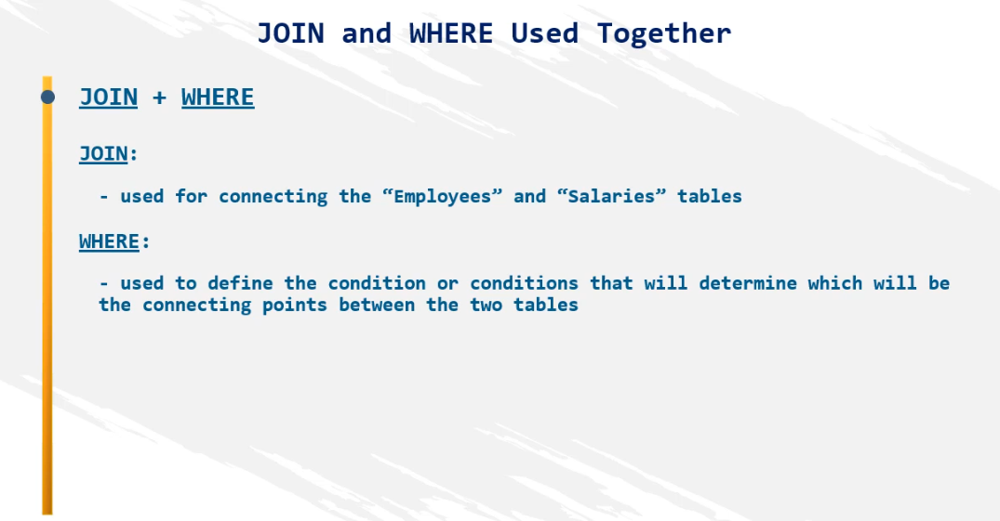 JOIN and WHERE Used Together
JOIN + WHERE
JOIN:
- used for connecting the “Employees” and “Salaries” tables
WHERE:
- used to define the condition or conditions that will determine which will be
the connecting points between the two tables